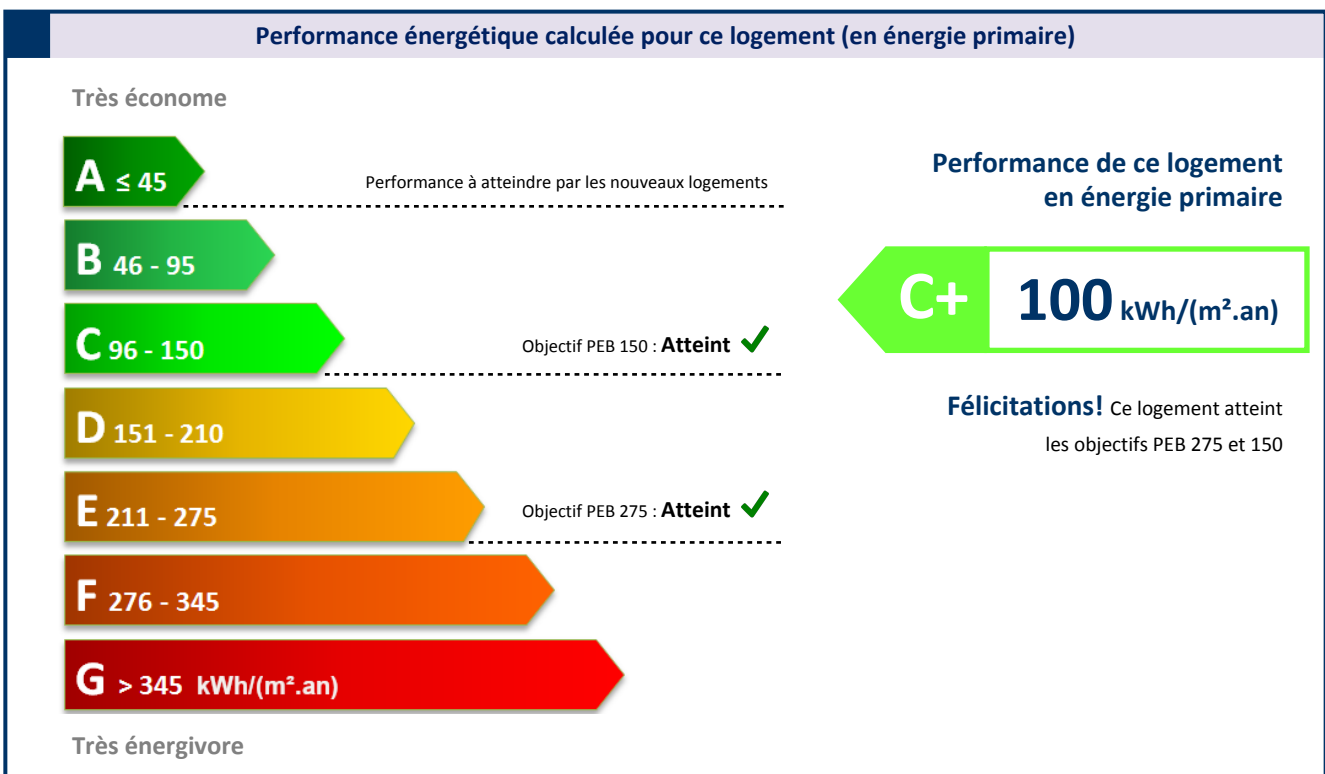 Performance énergétique calculée pour ce logement (en énergie primaire)
Très économe
A ≤ 45
Performance à atteindre par les nouveaux logements
B 46 - 95
C 96 - 150
Objectif PEB 150 : Atteint
D 151 - 210
E 211 - 275
Objectif PEB 275 : Atteint
F 276 - 345
G > 345 kWh/(m².an)
Très énergivore
Performance de ce logement
en énergie primaire
C+ 100 kWh/(m².an)
Félicitations! Ce logement atteint
les objectifs PEB 275 et 150